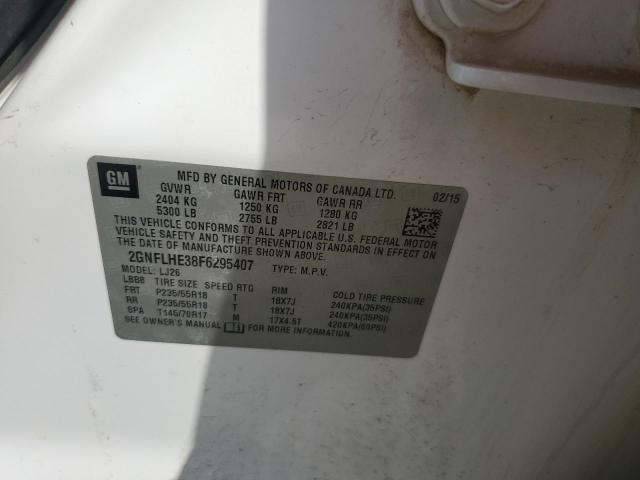 GM
MFD BY GENERAL MOTORS OF CANADA LTD. 02/15
GVWR GAWR FRT GAWR RR
2404 KG 1250 KG 1280 KG
5300 LB 2755 LB 2821 LB
THIS VEHICLE CONFORMS TO ALL APPLICABLE U.S. FEDERAL MOTOR
VEHICLE SAFETY AND THEFT PREVENTION STANDARDS IN EFFECT ON
THE DATE OF MANUFACTURE SHOWN ABOVE.
2GNFLHE38F6295407 TYPE: M.P.V.
MODEL: LJ26
LBBB TIRE SIZE SPEED RTG RIM COLD TIRE PRESSURE
FRT P235/55R18 T 18X7J 240KPA(35PSI)
RR P235/55R18 T 18X7J 240KPA(35PSI)
SPA T145/70R17 M 17X4.5T 420KPA(60PSI)
SEE OWNER'S MANUAL FOR MORE INFORMATION.